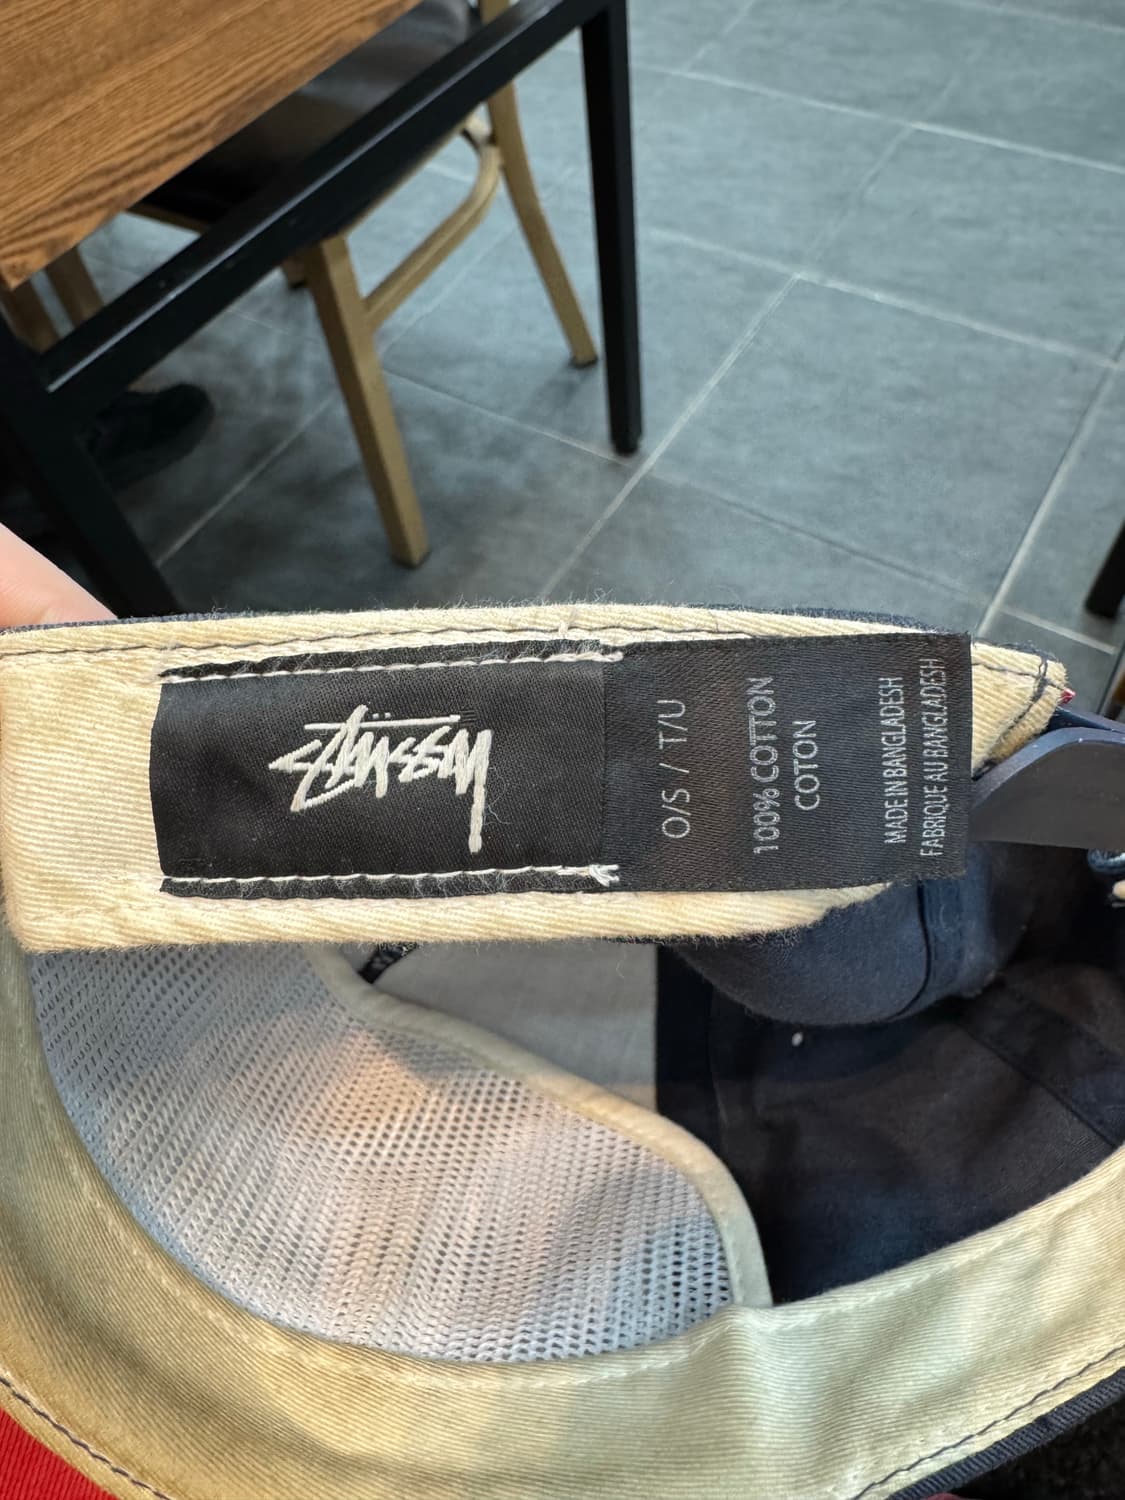 Stüssy
O/S / T/U
100% COTTON
COTON
MADE IN BANGLADESH
FABRIQUE AU BANGLADESH